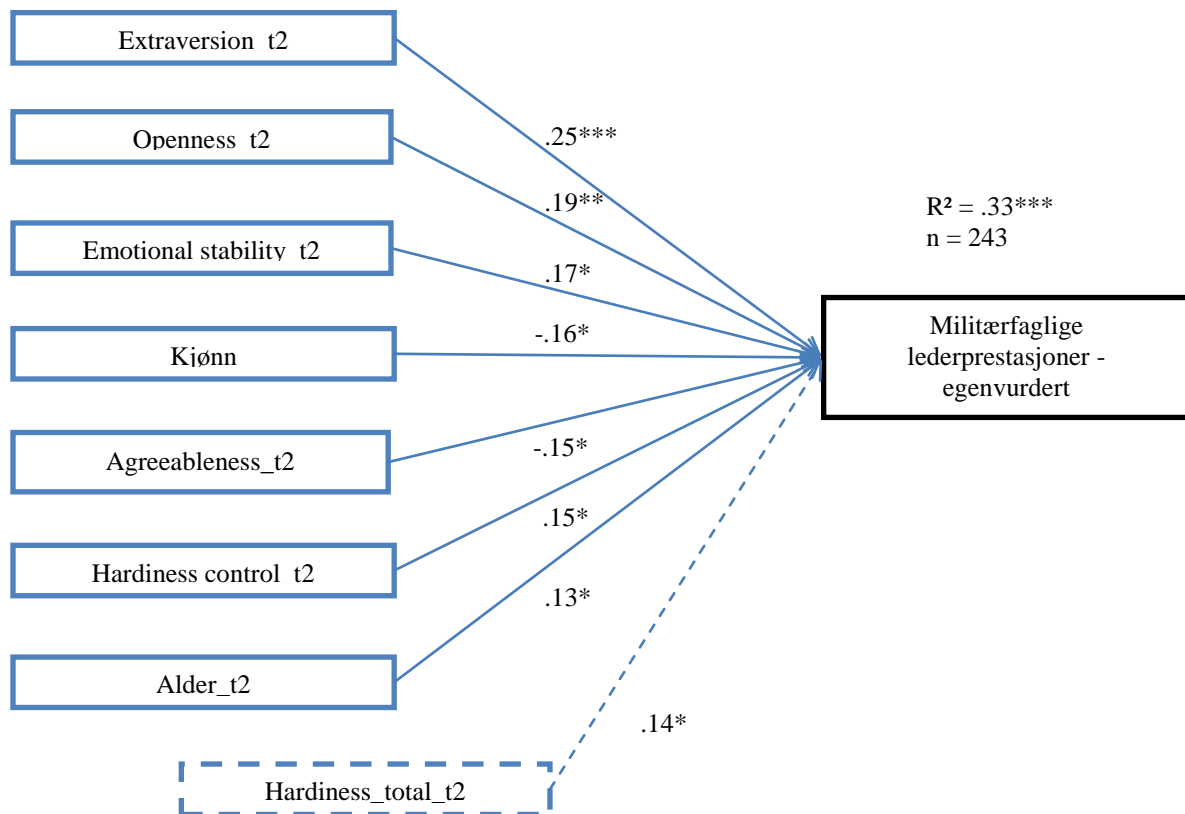 Extraversion_t2
.25***
Openness_t2
.19**
R² = .33***
n = 243
Emotional stability_t2
.17*
Kjønn
-.16*
Militærfaglige
lederprestasjoner -
egenvurdert
Agreeableness_t2
-.15*
Hardiness control_t2
.15*
Alder_t2
.13*
Hardiness_total_t2
.14*